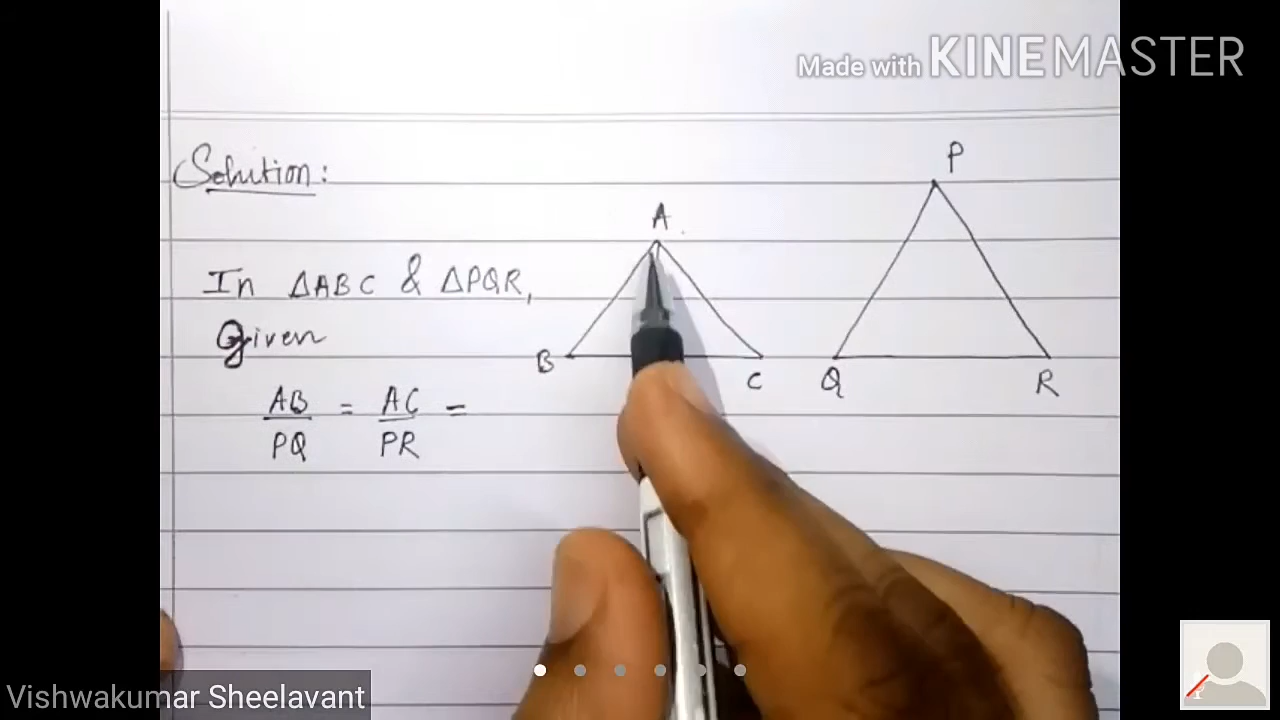 Made with KINEMASTER
Solution:
P
A
In ΔABC & ΔPQR,
Given
B
C
Q
R
AB = AC =
PQ PR
Vishwakumar Sheelavant